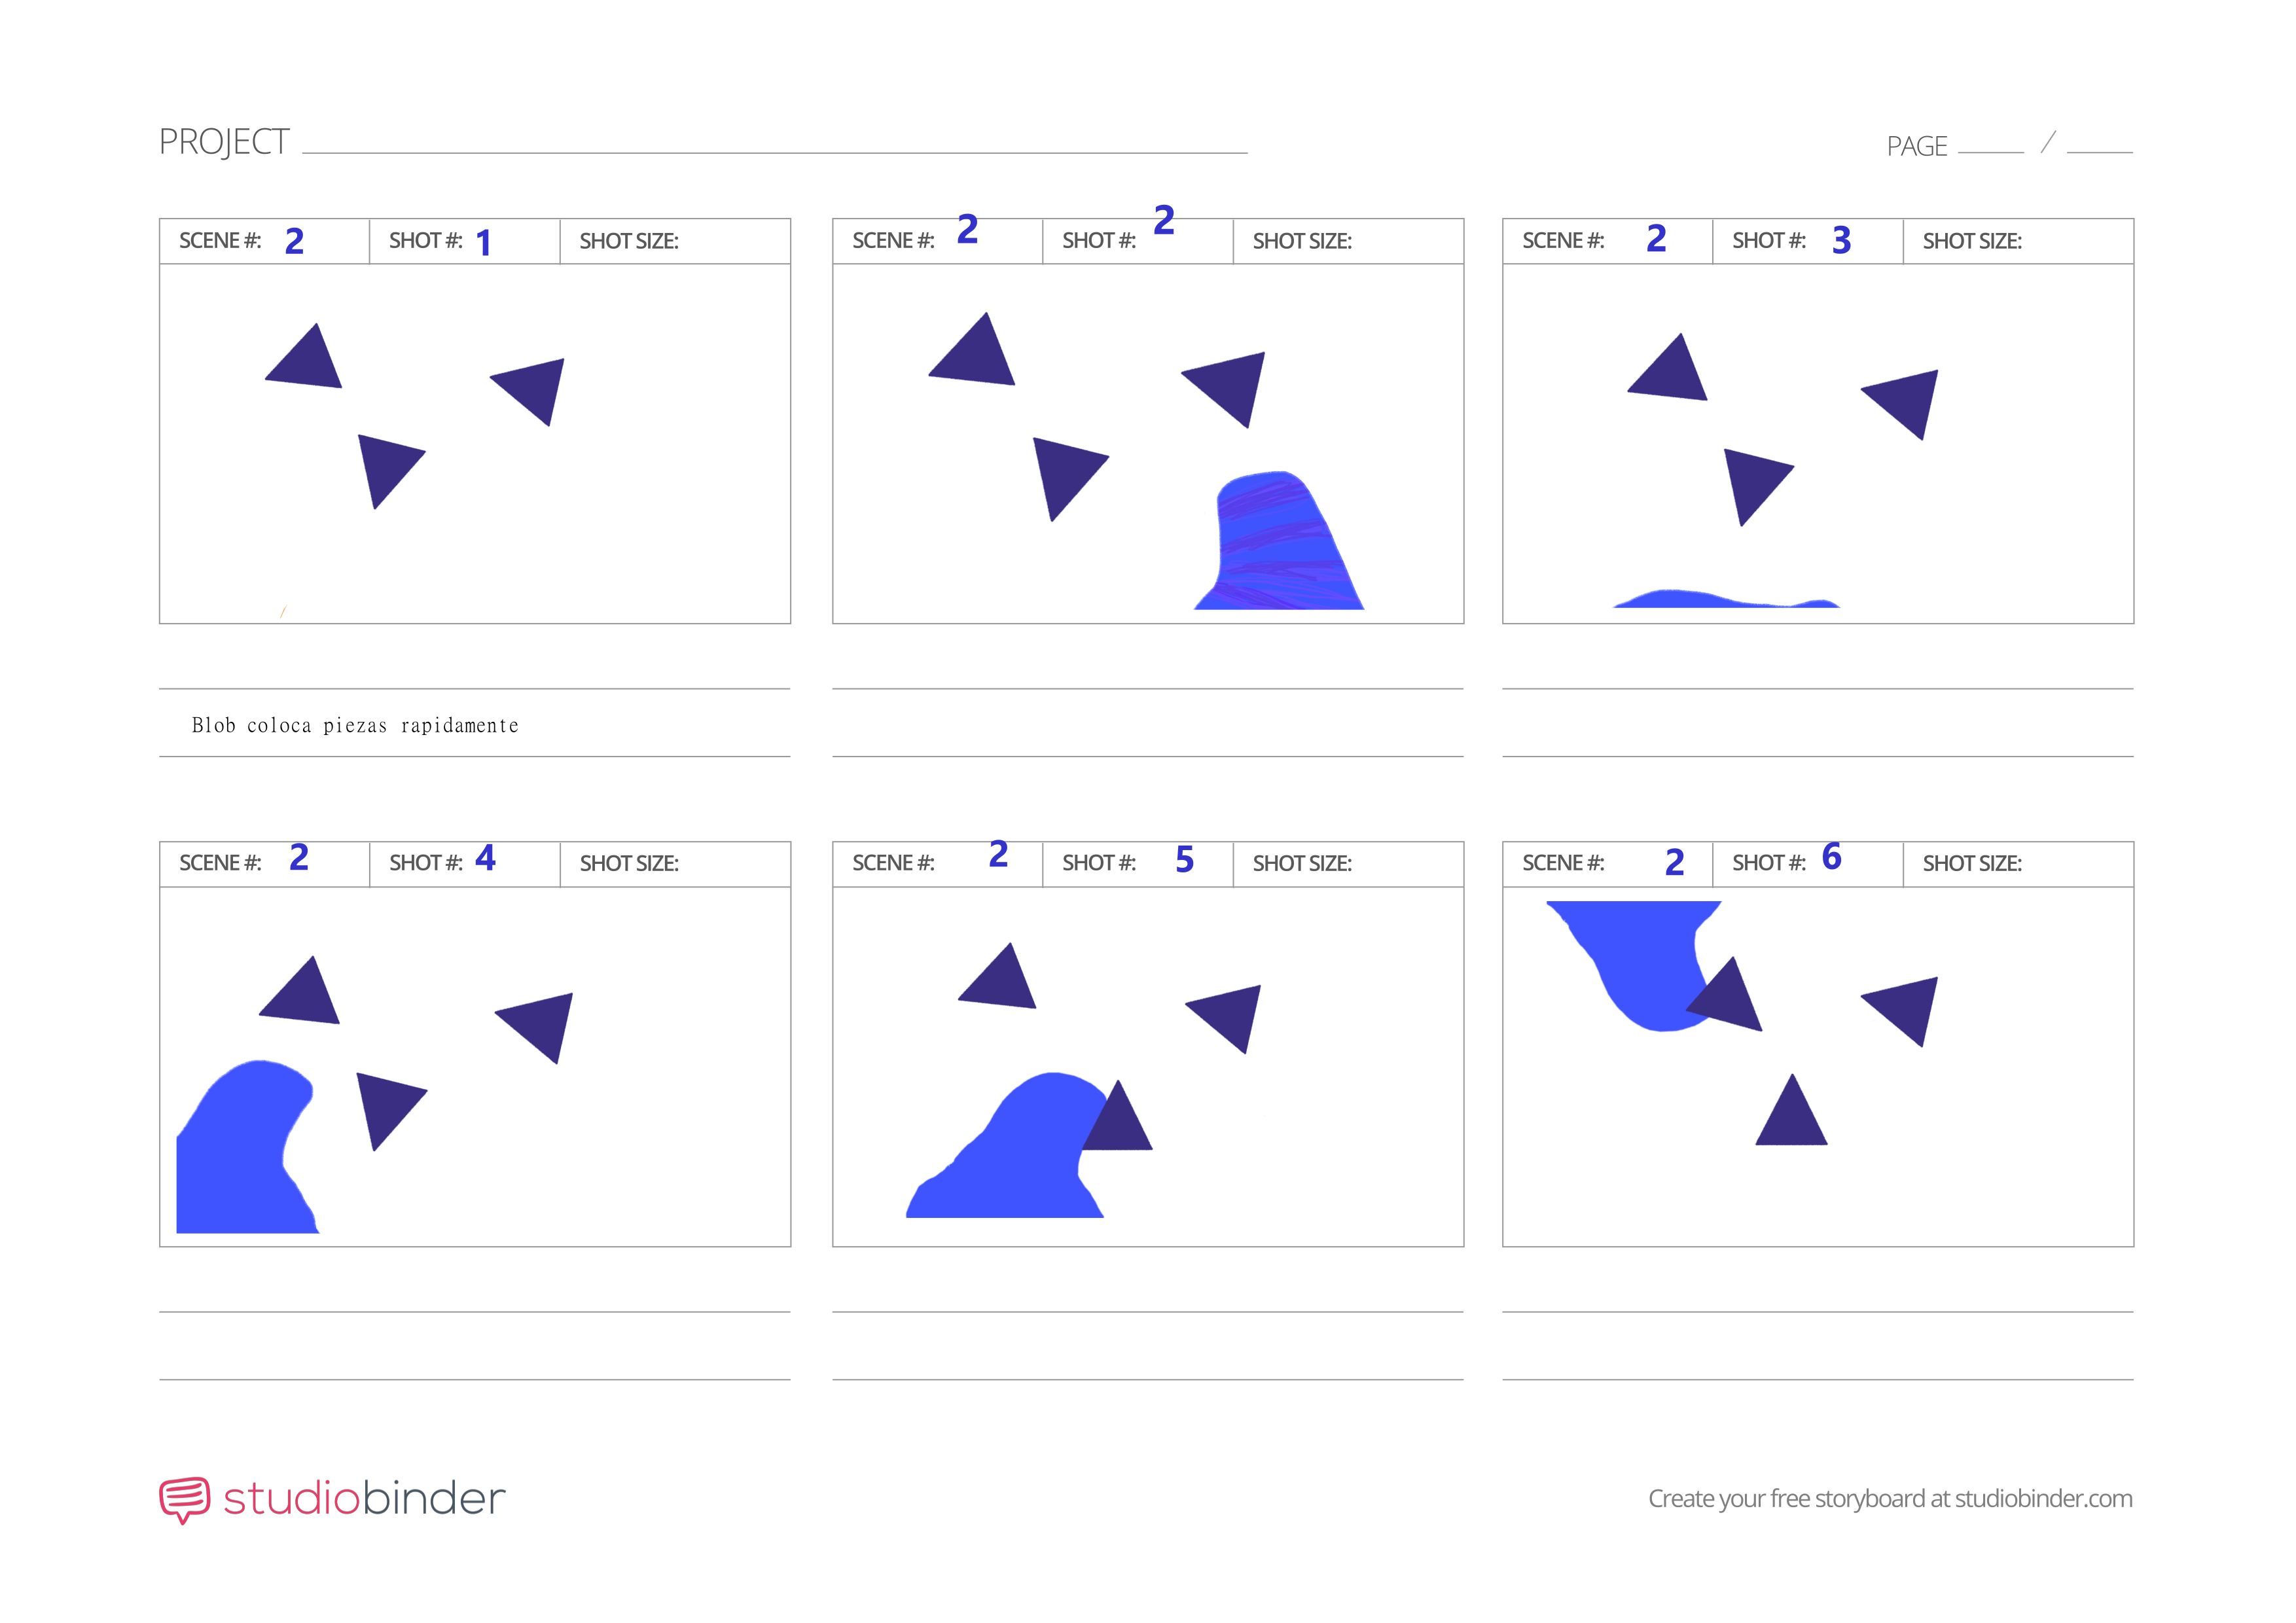 PROJECT PAGE /
SCENE #: 2 SHOT #: 1 SHOT SIZE:
SCENE #: 2 SHOT #: 2 SHOT SIZE:
SCENE #: 2 SHOT #: 3 SHOT SIZE:
Blob coloca piezas rapidamente
SCENE #: 2 SHOT #: 4 SHOT SIZE:
SCENE #: 2 SHOT #: 5 SHOT SIZE:
SCENE #: 2 SHOT #: 6 SHOT SIZE:
studiobinder
Create your free storyboard at studiobinder.com